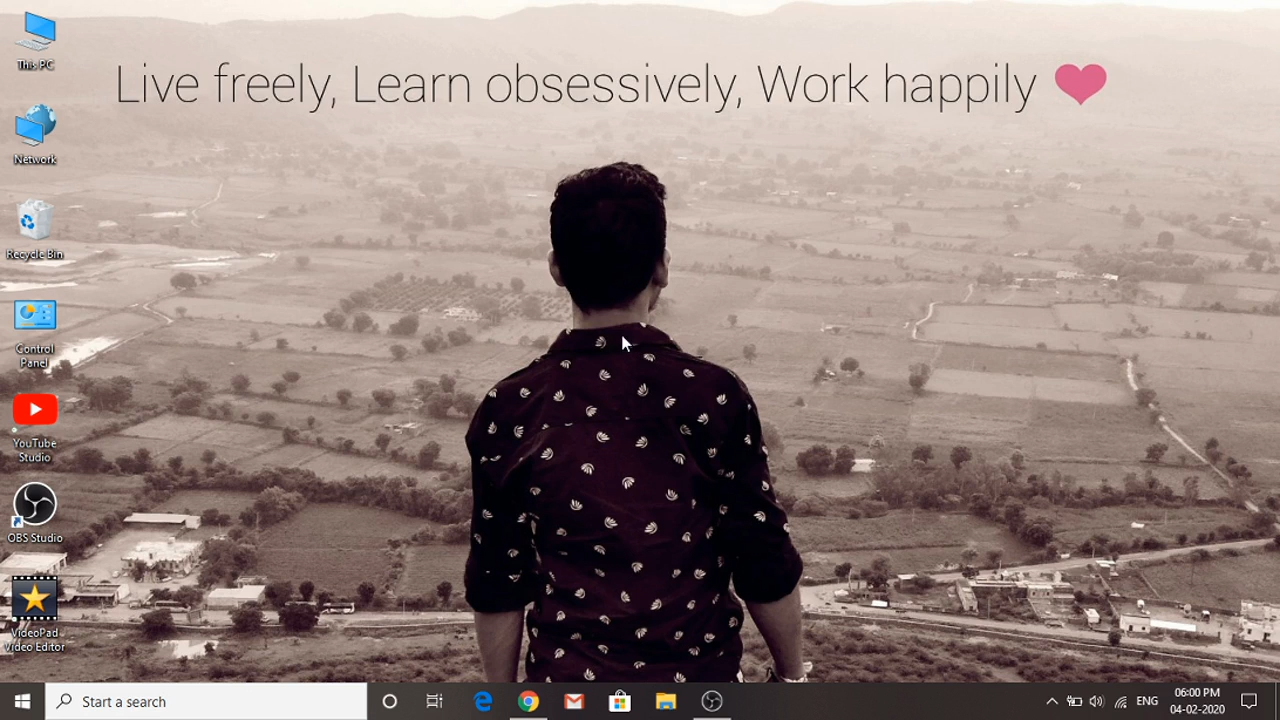 Live freely, Learn obsessively, Work happily
This PC
Network
Recycle Bin
Control
Panel
YouTube
Studio
OBS Studio
VideoPad
Video Editor
Start a search
ENG
06:00 PM
04-02-2020